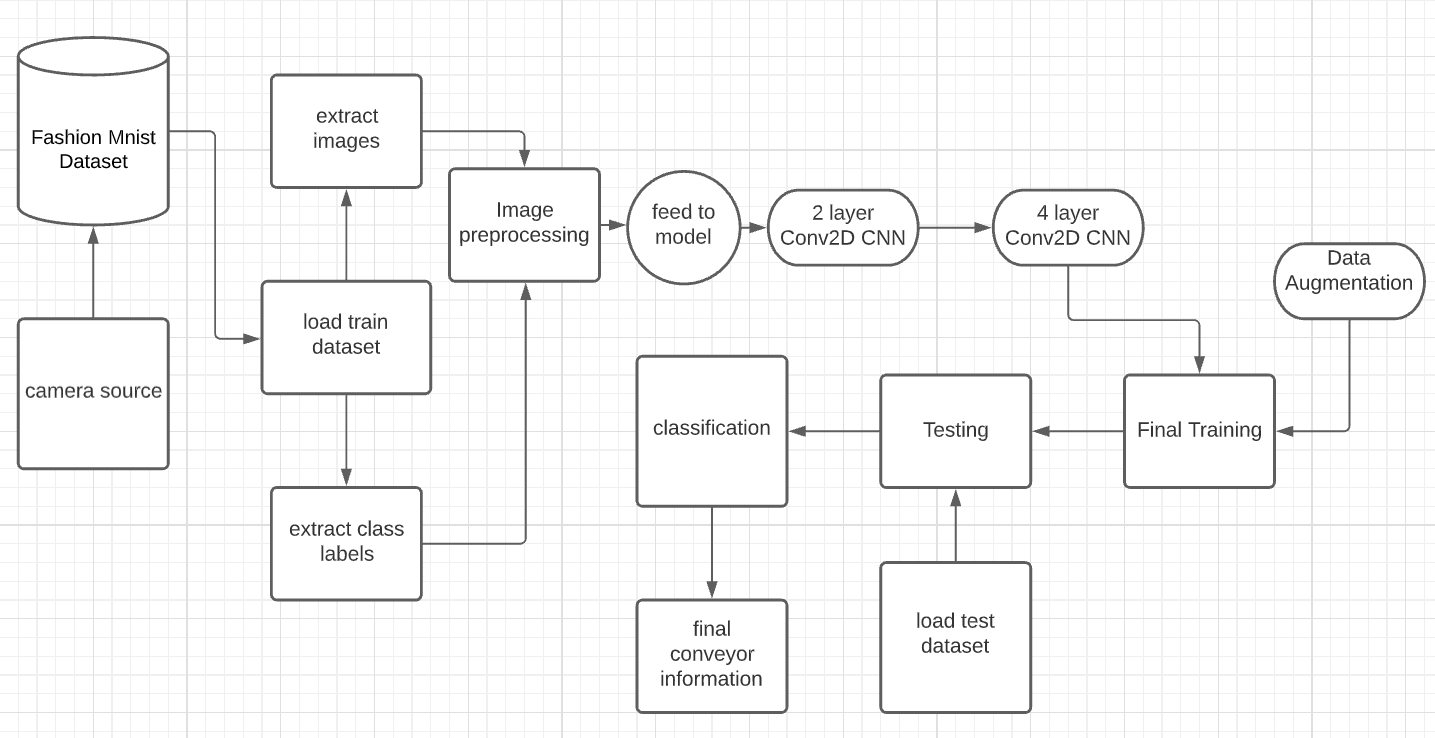 Fashion Mnist
Dataset
camera source
extract
images
load train
dataset
extract class
labels
Image
preprocessing
feed to
model
2 layer
Conv2D CNN
4 layer
Conv2D CNN
Data
Augmentation
Final Training
Testing
load test
dataset
classification
final
conveyor
information